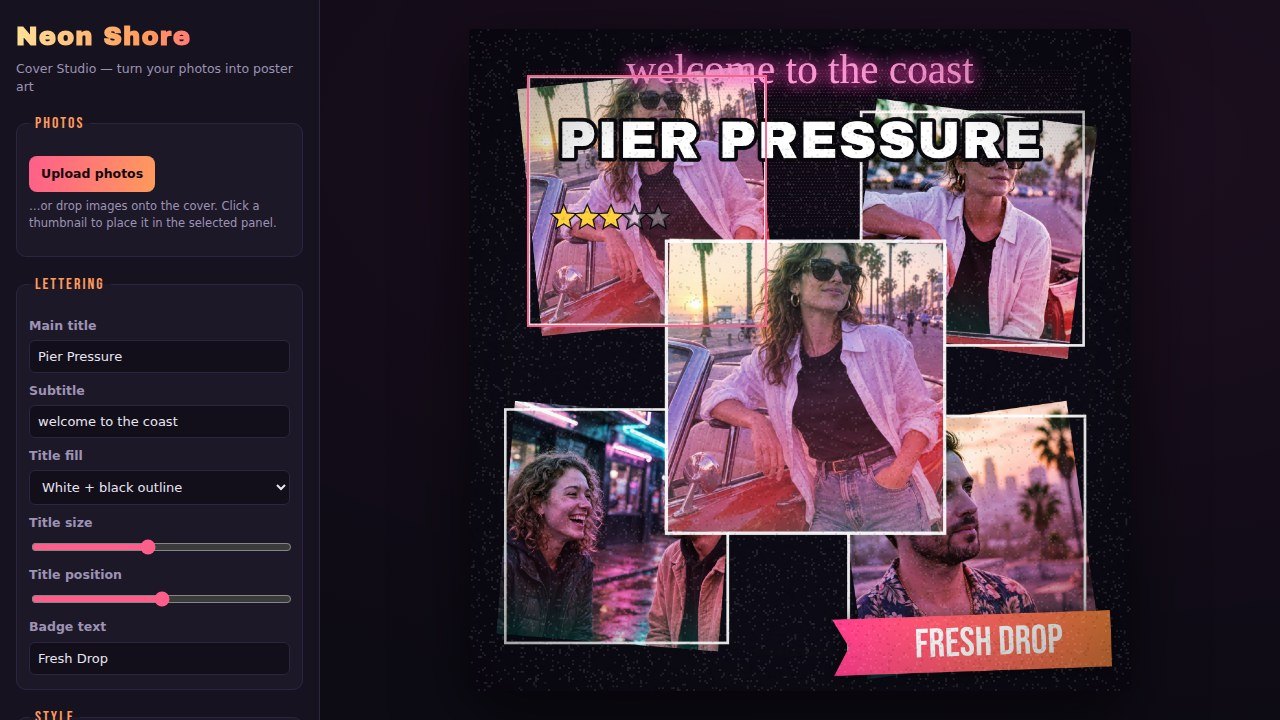 Neon Shore
Cover Studio — turn your photos into poster
art
PHOTOS
Upload photos
…or drop images onto the cover. Click a
thumbnail to place it in the selected panel.
LETTERING
Main title
Pier Pressure
Subtitle
welcome to the coast
Title fill
White + black outline
Title size
Title position
Badge text
Fresh Drop
STYLE
welcome to the coast
PIER PRESSURE
FRESH DROP